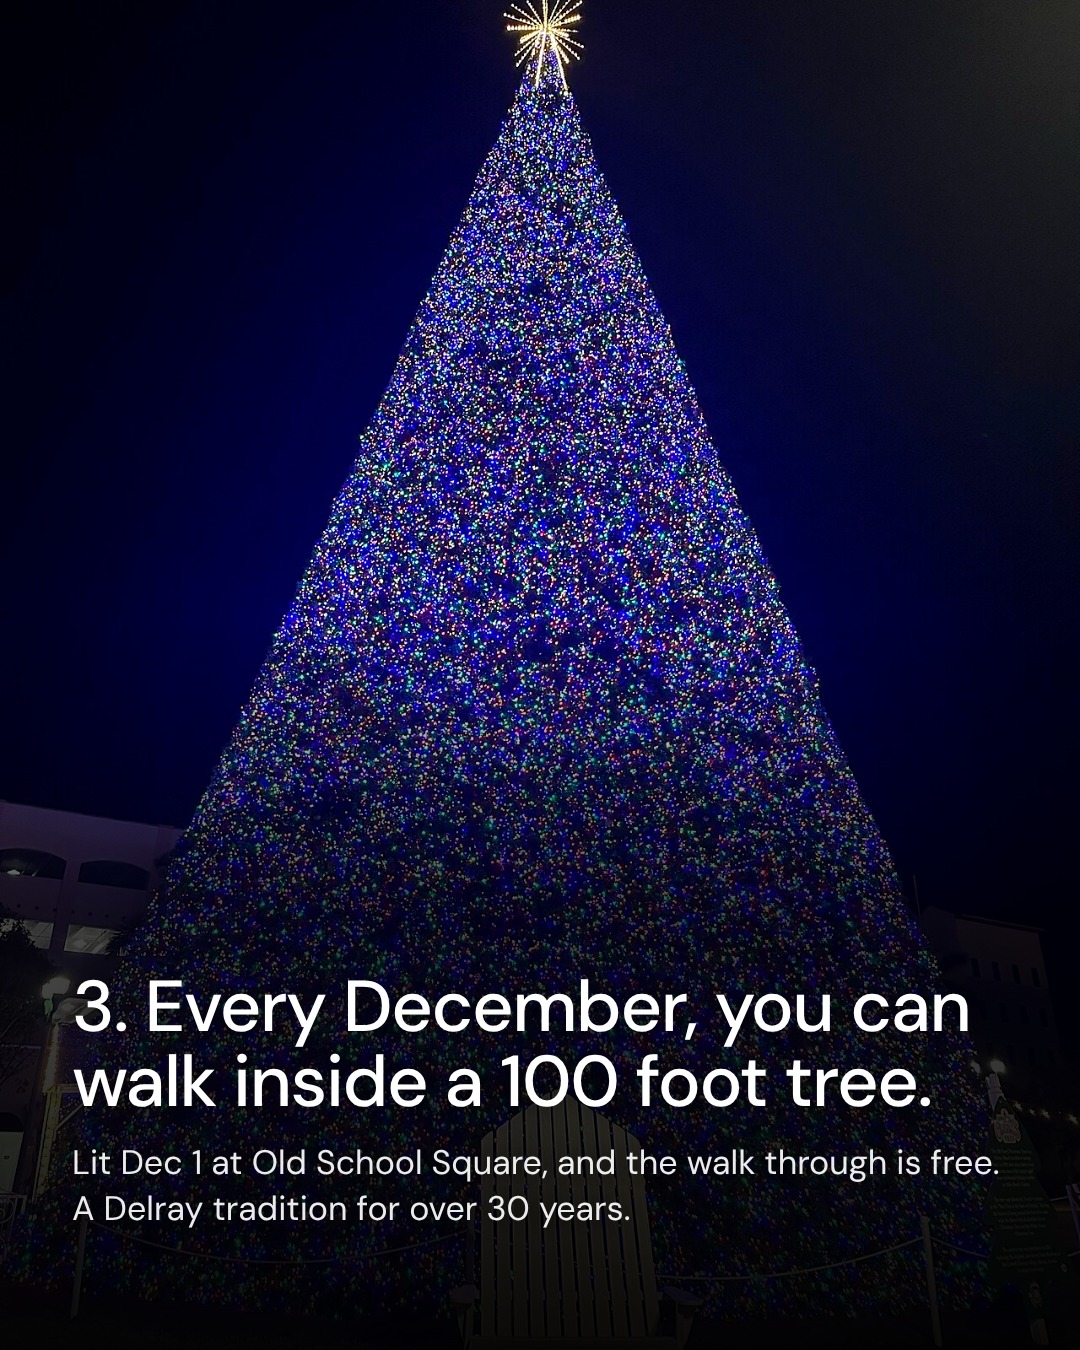 3. Every December, you can
walk inside a 100 foot tree.
Lit Dec 1 at Old School Square, and the walk through is free.
A Delray tradition for over 30 years.